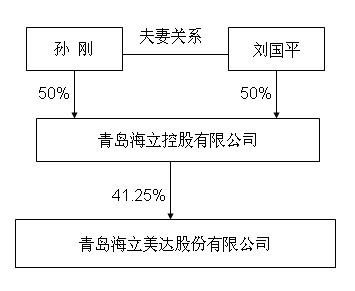 孙 刚
夫妻关系
刘国平
50%
50%
青岛海立控股有限公司
41.25%
青岛海立美达股份有限公司